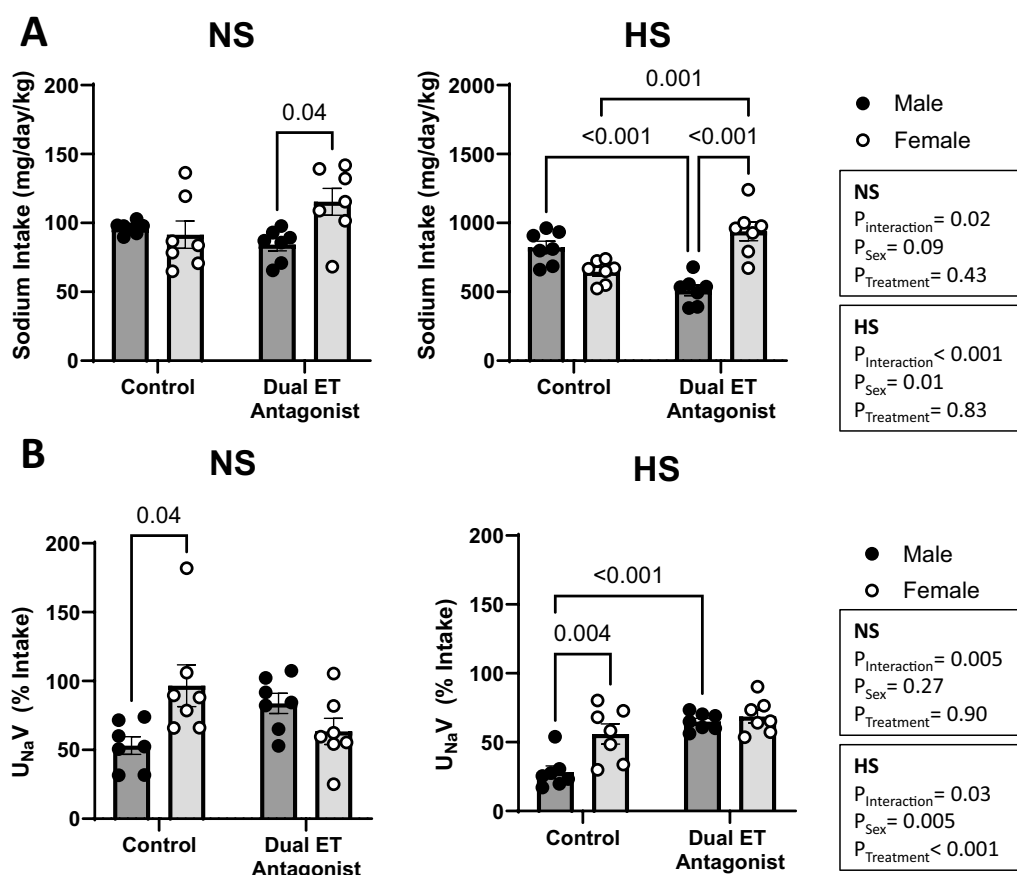 A
NS
HS
Sodium Intake (mg/day/kg)
200
150
100
50
0
0.04
Control
Dual ET
Antagonist
Sodium Intake (mg/day/kg)
2000
1500
1000
500
0
0.001
<0.001
<0.001
Control
Dual ET
Antagonist
Male
Female
NS
Pinteraction= 0.02
PSex= 0.09
PTreatment= 0.43
HS
PInteraction< 0.001
PSex= 0.01
PTreatment= 0.83
B
NS
HS
UNaV (% Intake)
200
150
100
50
0
0.04
Control
Dual ET
Antagonist
UNaV (% Intake)
200
150
100
50
0
<0.001
0.004
Control
Dual ET
Antagonist
Male
Female
NS
PInteraction= 0.005
PSex= 0.27
PTreatment= 0.90
HS
PInteraction= 0.03
PSex= 0.005
PTreatment< 0.001